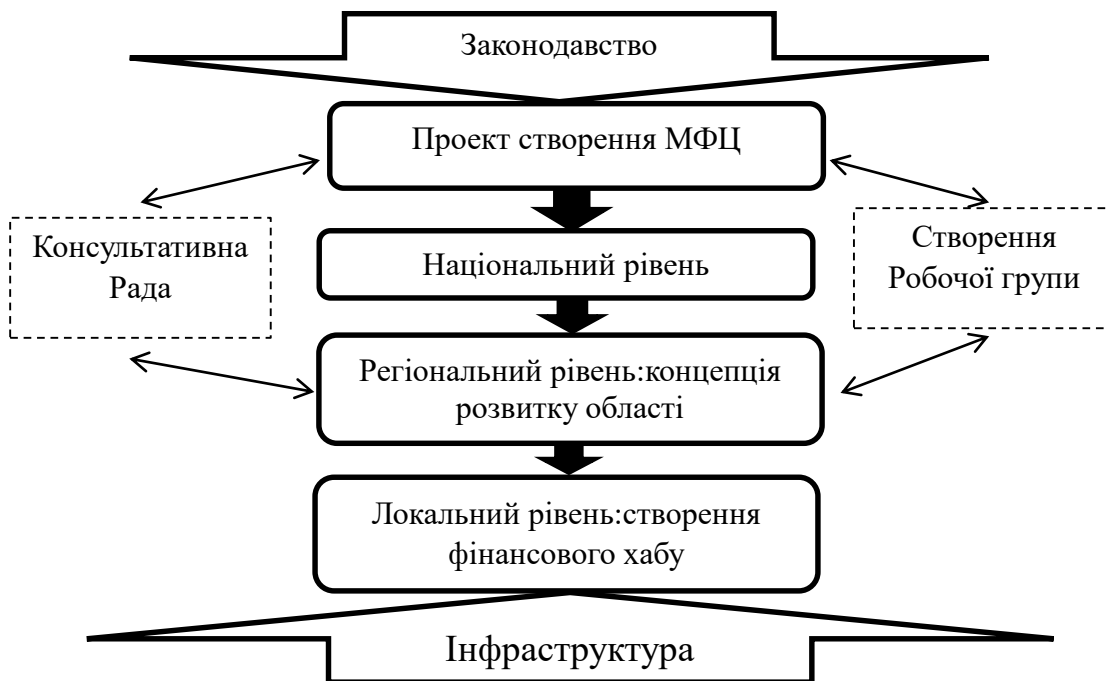 Законодавство
Проект створення МФЦ
Консультативна
Рада
Національний рівень
Створення
Робочої групи
Регіональний рівень:концепція
розвитку області
Локальний рівень:створення
фінансового хабу
Інфраструктура